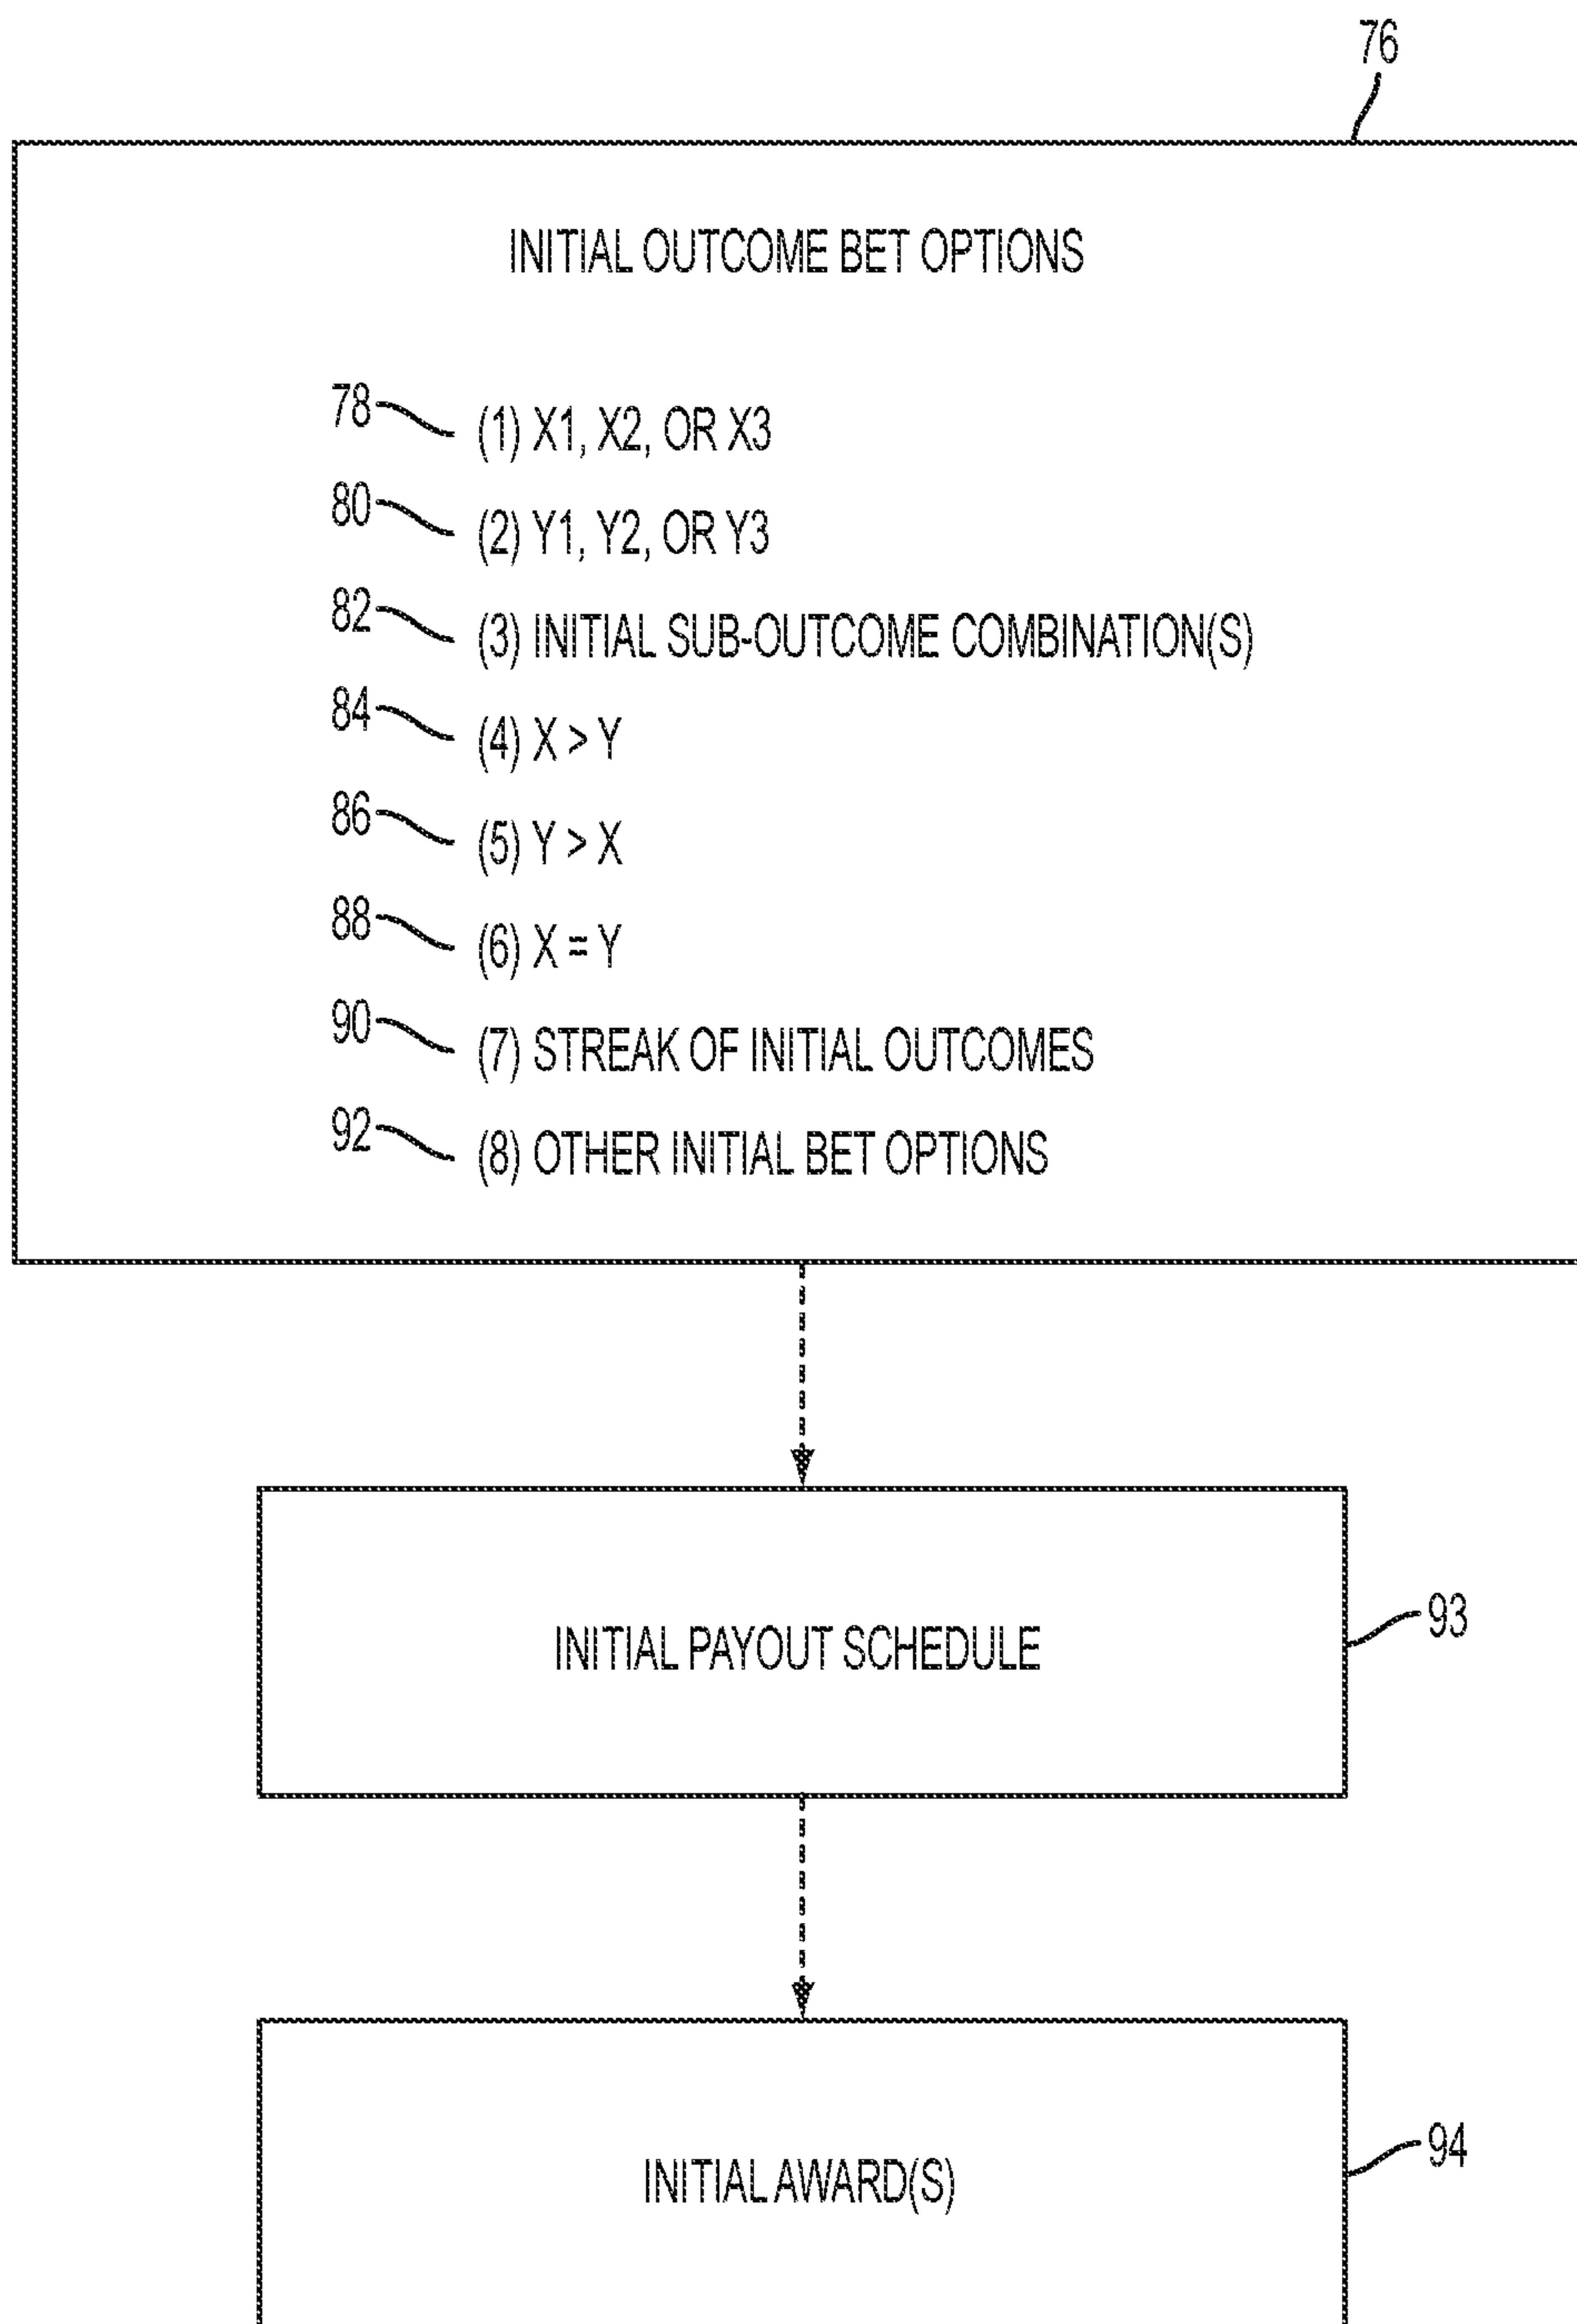 76
INITIAL OUTCOME BET OPTIONS
78 (1) X1, X2, OR X3
80 (2) Y1, Y2, OR Y3
82 (3) INITIAL SUB-OUTCOME COMBINATION(S)
84 (4) X > Y
86 (5) Y > X
88 (6) X = Y
90 (7) STREAK OF INITIAL OUTCOMES
92 (8) OTHER INITIAL BET OPTIONS
INITIAL PAYOUT SCHEDULE 93
INITIAL AWARD(S) 94